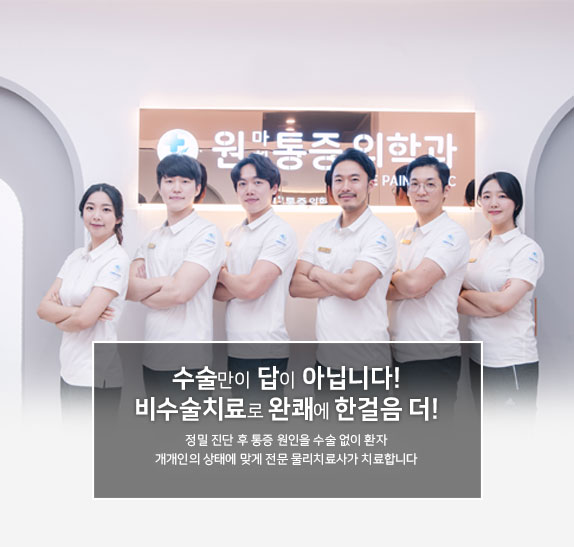 원마디통증의학과
수술만이 답이 아닙니다!
비수술치료로 완쾌에 한걸음 더!
정밀 진단 후 통증 원인을 수술 없이 환자
개개인의 상태에 맞게 전문 물리치료사가 치료합니다